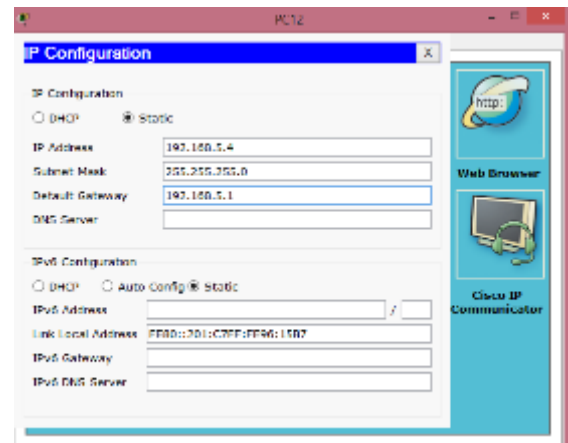 PC12
IP Configuration
X
IP Configuration
DHCP
Static
IP Address
192.168.5.4
Subnet Mask
255.255.255.0
Default Gateway
192.168.5.1
DNS Server
IPv6 Configuration
DHCP
Auto Config
Static
IPv6 Address
/
Link Local Address
FE80::201:C7FF:FE96:15B7
IPv6 Gateway
IPv6 DNS Server
http:
Web Browser
Cisco IP
Communicator